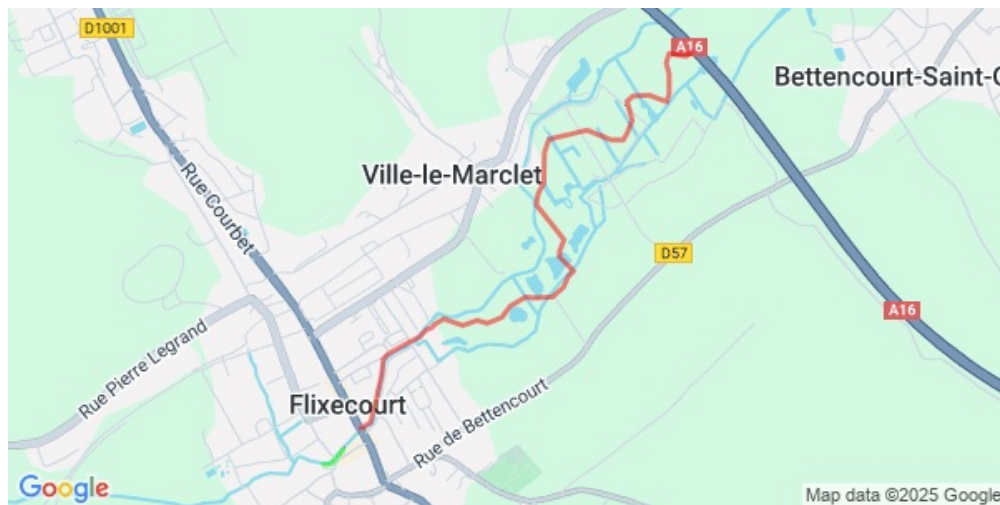 D1001
A16
Bettencourt-Saint-O
Rue Courbet
Ville-le-Marclet
D57
A16
Rue Pierre Legrand
Flixecourt
Rue de Bettencourt
Google
Map data ©2025 Google